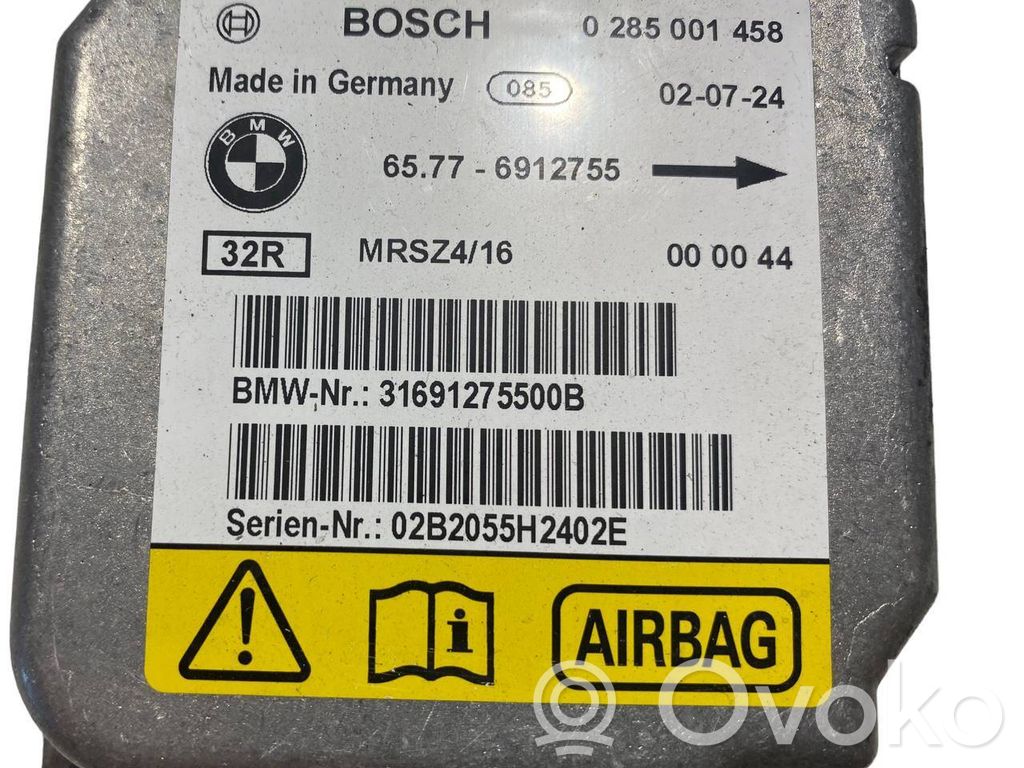 BOSCH 0 285 001 458
Made in Germany 085 02-07-24
BMW
65.77 - 6912755
32R MRSZ4/16 00 00 44
BMW-Nr.: 31691275500B
Serien-Nr.: 02B2055H2402E
! i AIRBAG
Ovoko